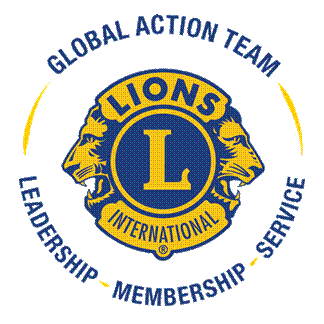 GLOBAL ACTION TEAM
LIONS
L
INTERNATIONAL
®
LEADERSHIP - MEMBERSHIP - SERVICE